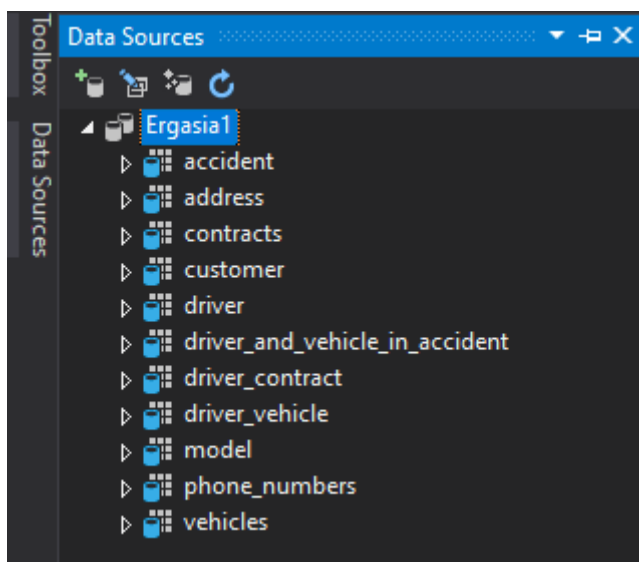 Toolbox
Data Sources
Data Sources
Ergasia1
accident
address
contracts
customer
driver
driver_and_vehicle_in_accident
driver_contract
driver_vehicle
model
phone_numbers
vehicles